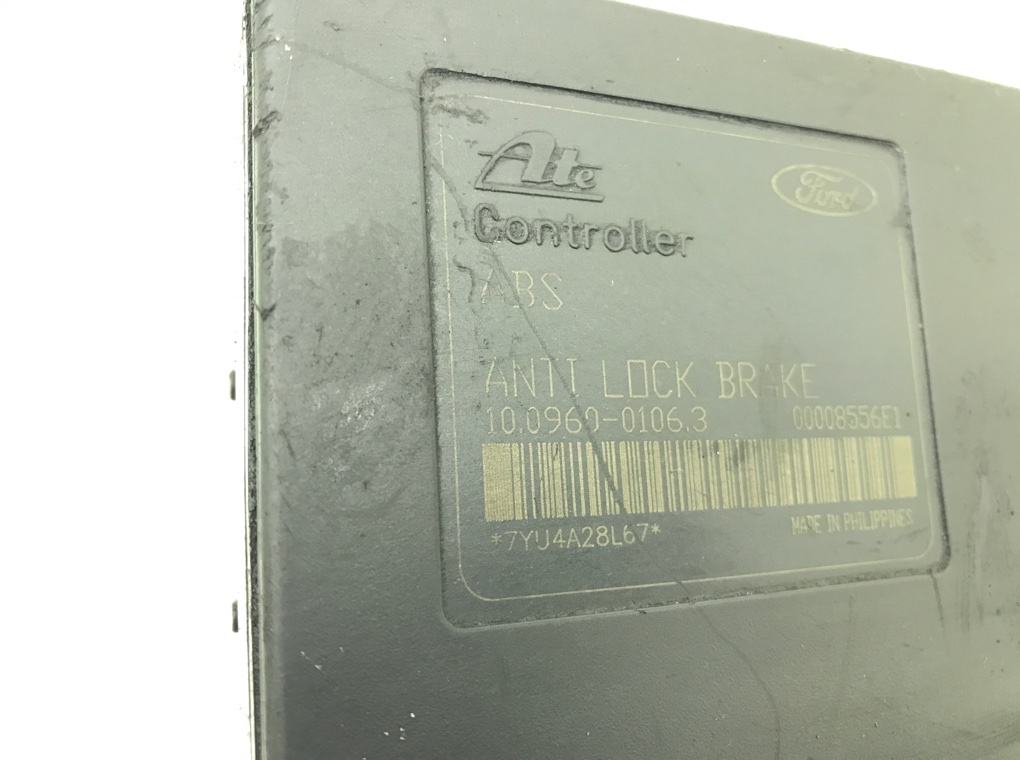 Ate
Ford
Controller
ABS
ANTI LOCK BRAKE
10.0960-0106.3 00008556E1
*7YU4A28L67* MADE IN PHILIPPINES